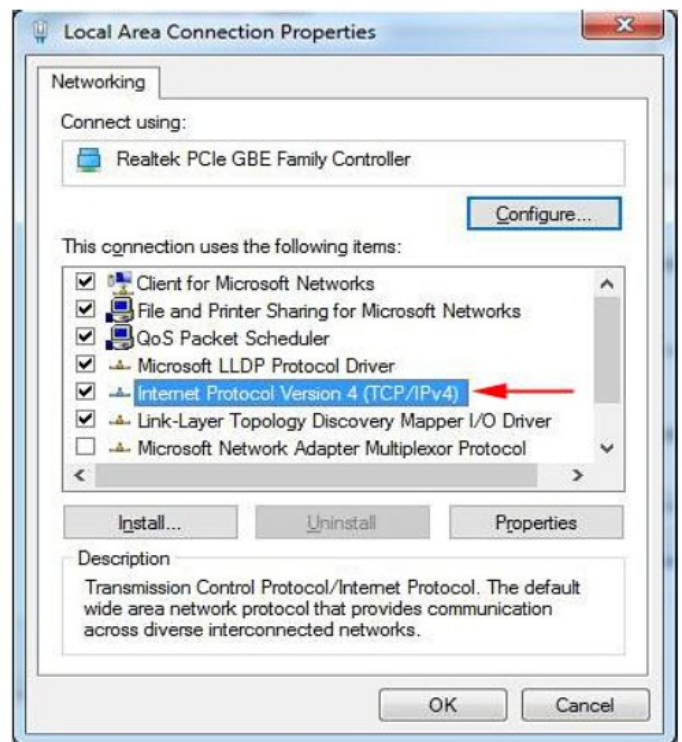 Local Area Connection Properties
Networking
Connect using:
Realtek PCIe GBE Family Controller
Configure...
This connection uses the following items:
Client for Microsoft Networks
File and Printer Sharing for Microsoft Networks
QoS Packet Scheduler
Microsoft LLDP Protocol Driver
Internet Protocol Version 4 (TCP/IPv4)
Link-Layer Topology Discovery Mapper I/O Driver
Microsoft Network Adapter Multiplexor Protocol
Install... Uninstall Properties
Description
Transmission Control Protocol/Internet Protocol. The default
wide area network protocol that provides communication
across diverse interconnected networks.
OK Cancel